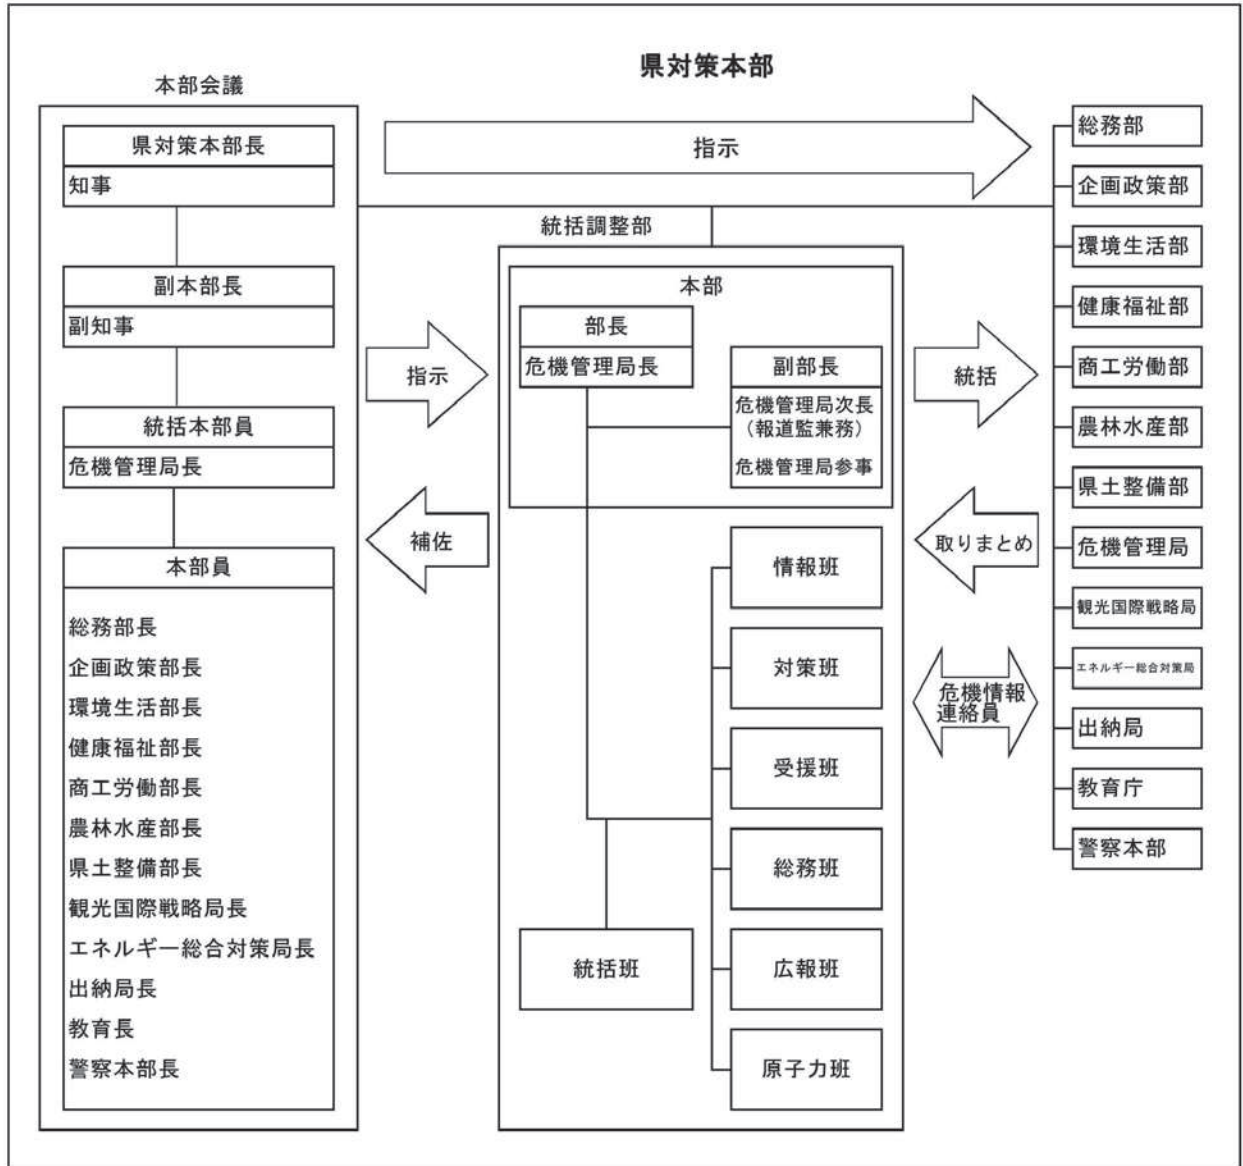 県対策本部
本部会議
県対策本部長
知事
副本部長
副知事
統括本部員
危機管理局長
本部員
総務部長
企画政策部長
環境生活部長
健康福祉部長
商工労働部長
農林水産部長
県土整備部長
観光国際戦略局長
エネルギー総合対策局長
出納局長
教育長
警察本部長
指示
指示
補佐
統括調整部
本部
部長
危機管理局長
副部長
危機管理局次長
（報道監兼務）
危機管理局参事
統括班
情報班
対策班
受援班
総務班
広報班
原子力班
統括
取りまとめ
危機情報
連絡員
総務部
企画政策部
環境生活部
健康福祉部
商工労働部
農林水産部
県土整備部
危機管理局
観光国際戦略局
エネルギー総合対策局
出納局
教育庁
警察本部